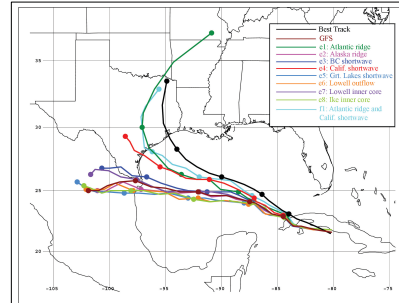 Best Track
GFS
e1: Atlantic ridge
e2: Alaska ridge
e3: BC shortwave
e4: Calif. shortwave
e5: Grt. Lakes shortwave
e6: Lowell outflow
e7: Lowell inner core
e8: Ike inner core
f1: Atlantic ridge and
Calif. shortwave
35
30
25
20
-105 -100 -95 -90 -85 -80 -75